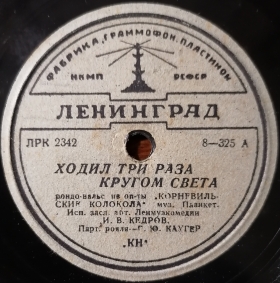 ФАБРИКА ГРАММОФОН. ПЛАСТИНОК
НКМП РСФСР
ЛЕНИНГРАД
ЛРК 2342 8—325 А
ХОДИЛ ТРИ РАЗА
КРУГОМ СВЕТА
рондо-вальс из оп-ты „КОРНЕВИЛЬ-
СКИЕ КОЛОКОЛА" муз. Планкет.
Исп. засл. арт. Ленмузкомедии
И. В. КЕДРОВ.
Парт. рояля—Г. Ю. КАУГЕР
„КН"